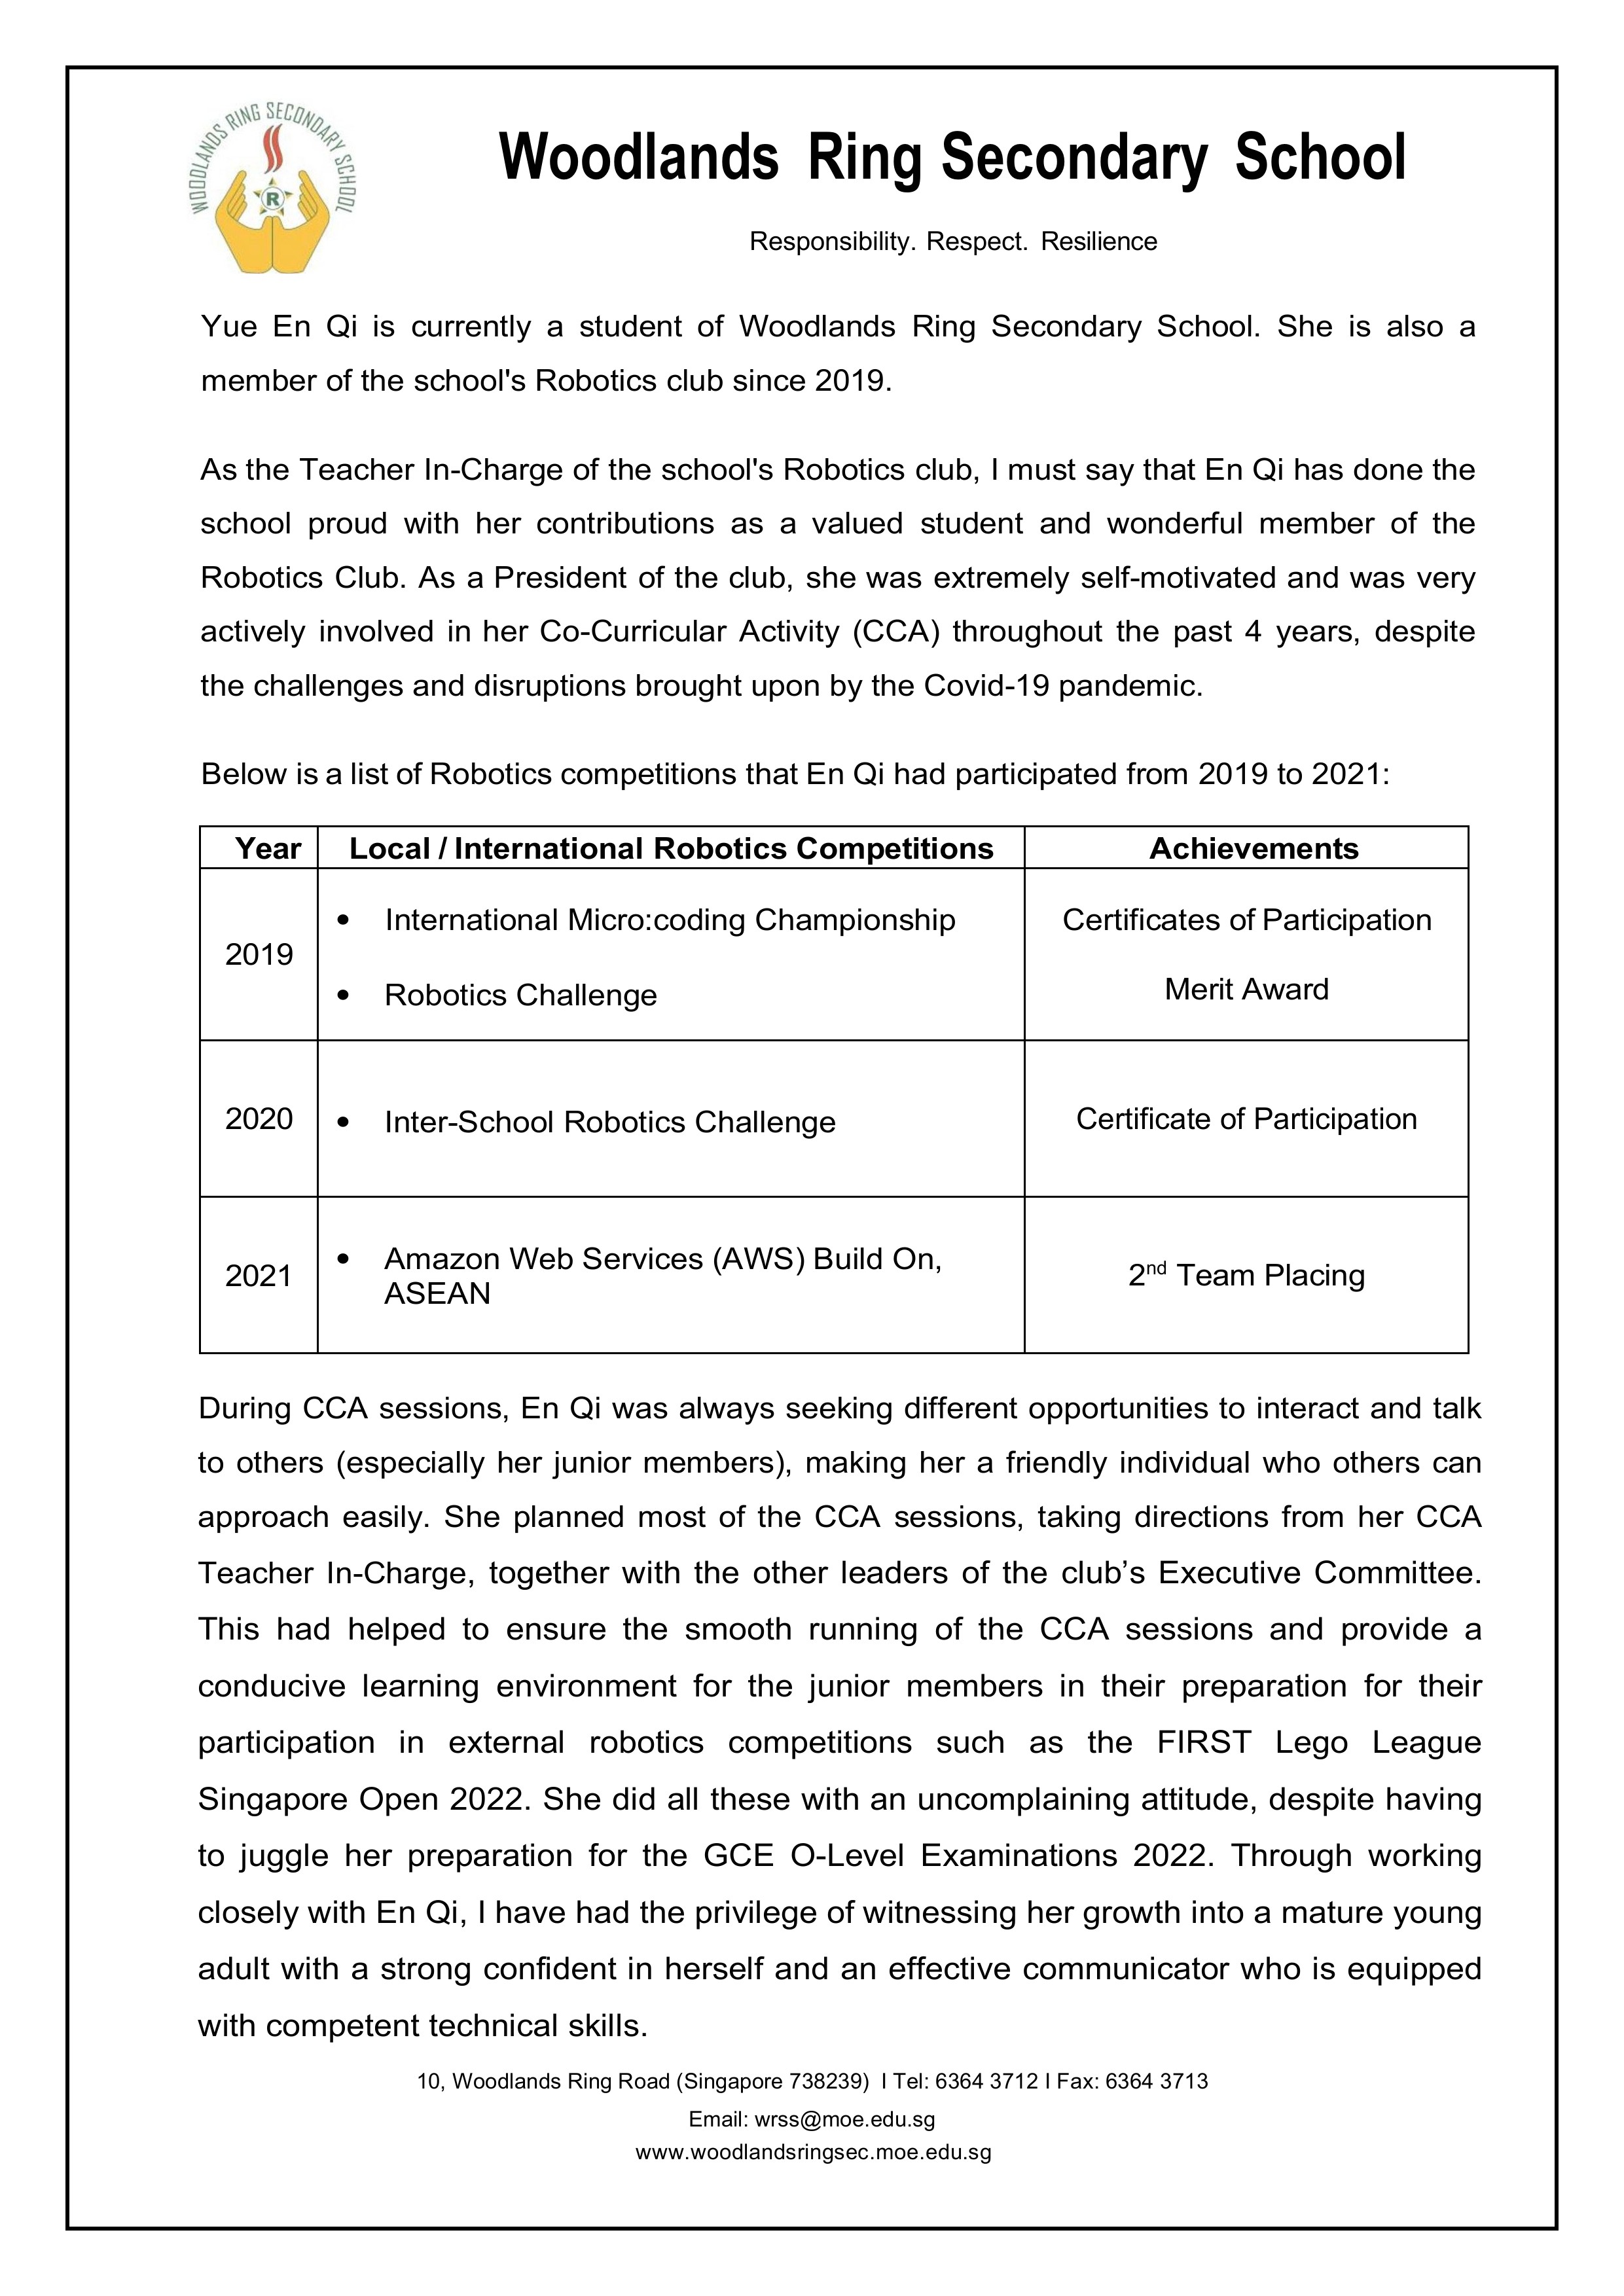 WOODLANDS RING SECONDARY SCHOOL
R
Woodlands Ring Secondary School
Responsibility. Respect. Resilience
Yue En Qi is currently a student of Woodlands Ring Secondary School. She is also a
member of the school's Robotics club since 2019.
As the Teacher In-Charge of the school's Robotics club, I must say that En Qi has done the
school proud with her contributions as a valued student and wonderful member of the
Robotics Club. As a President of the club, she was extremely self-motivated and was very
actively involved in her Co-Curricular Activity (CCA) throughout the past 4 years, despite
the challenges and disruptions brought upon by the Covid-19 pandemic.
Below is a list of Robotics competitions that En Qi had participated from 2019 to 2021:
Year Local / International Robotics Competitions Achievements
• International Micro:coding Championship Certificates of Participation
2019
• Robotics Challenge Merit Award
2020 • Inter-School Robotics Challenge Certificate of Participation
• Amazon Web Services (AWS) Build On,
2021 2nd Team Placing
ASEAN
During CCA sessions, En Qi was always seeking different opportunities to interact and talk
to others (especially her junior members), making her a friendly individual who others can
approach easily. She planned most of the CCA sessions, taking directions from her CCA
Teacher In-Charge, together with the other leaders of the club’s Executive Committee.
This had helped to ensure the smooth running of the CCA sessions and provide a
conducive learning environment for the junior members in their preparation for their
participation in external robotics competitions such as the FIRST Lego League
Singapore Open 2022. She did all these with an uncomplaining attitude, despite having
to juggle her preparation for the GCE O-Level Examinations 2022. Through working
closely with En Qi, I have had the privilege of witnessing her growth into a mature young
adult with a strong confident in herself and an effective communicator who is equipped
with competent technical skills.
10, Woodlands Ring Road (Singapore 738239) I Tel: 6364 3712 I Fax: 6364 3713
Email: wrss@moe.edu.sg
www.woodlandsringsec.moe.edu.sg